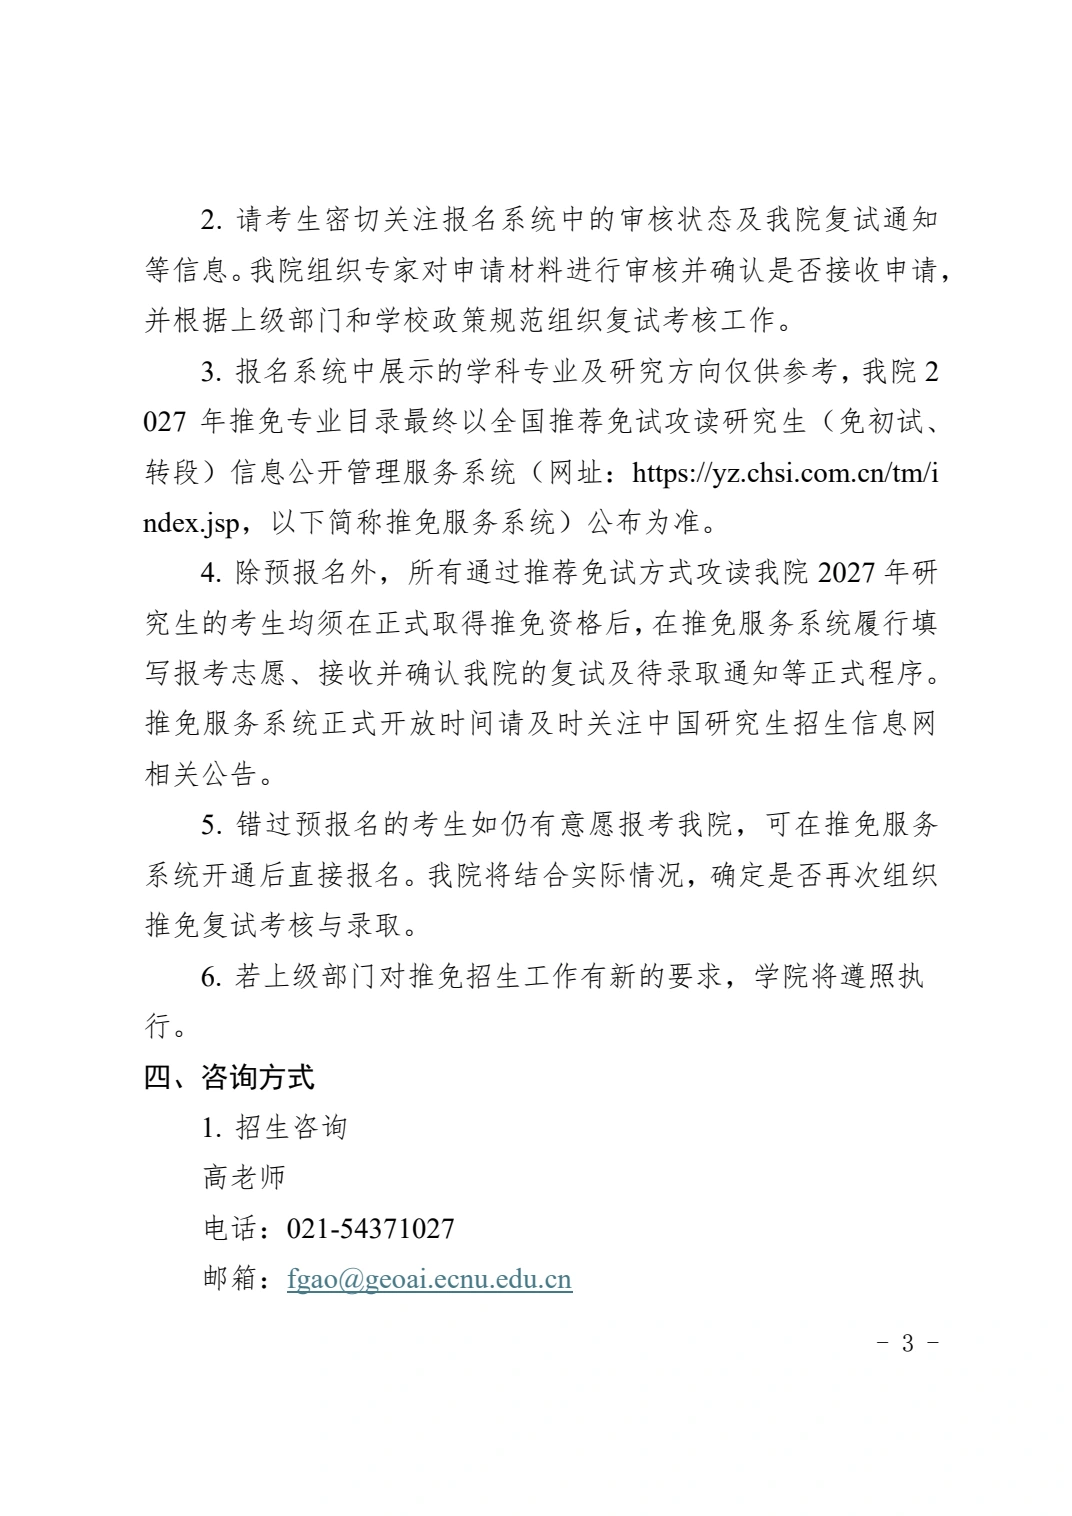 2. 请考生密切关注报名系统中的审核状态及我院复试通知
等信息。我院组织专家对申请材料进行审核并确认是否接收申请，
并根据上级部门和学校政策规范组织复试考核工作。
3. 报名系统中展示的学科专业及研究方向仅供参考，我院 2
027 年推免专业目录最终以全国推荐免试攻读研究生（免初试、
转段）信息公开管理服务系统（网址：https://yz.chsi.com.cn/tm/i
ndex.jsp，以下简称推免服务系统）公布为准。
4. 除预报名外，所有通过推荐免试方式攻读我院 2027 年研
究生的考生均须在正式取得推免资格后，在推免服务系统履行填
写报考志愿、接收并确认我院的复试及待录取通知等正式程序。
推免服务系统正式开放时间请及时关注中国研究生招生信息网
相关公告。
5. 错过预报名的考生如仍有意愿报考我院，可在推免服务
系统开通后直接报名。我院将结合实际情况，确定是否再次组织
推免复试考核与录取。
6. 若上级部门对推免招生工作有新的要求，学院将遵照执
行。
四、咨询方式
1. 招生咨询
高老师
电话：021-54371027
邮箱：fgao@geoai.ecnu.edu.cn
- 3 -